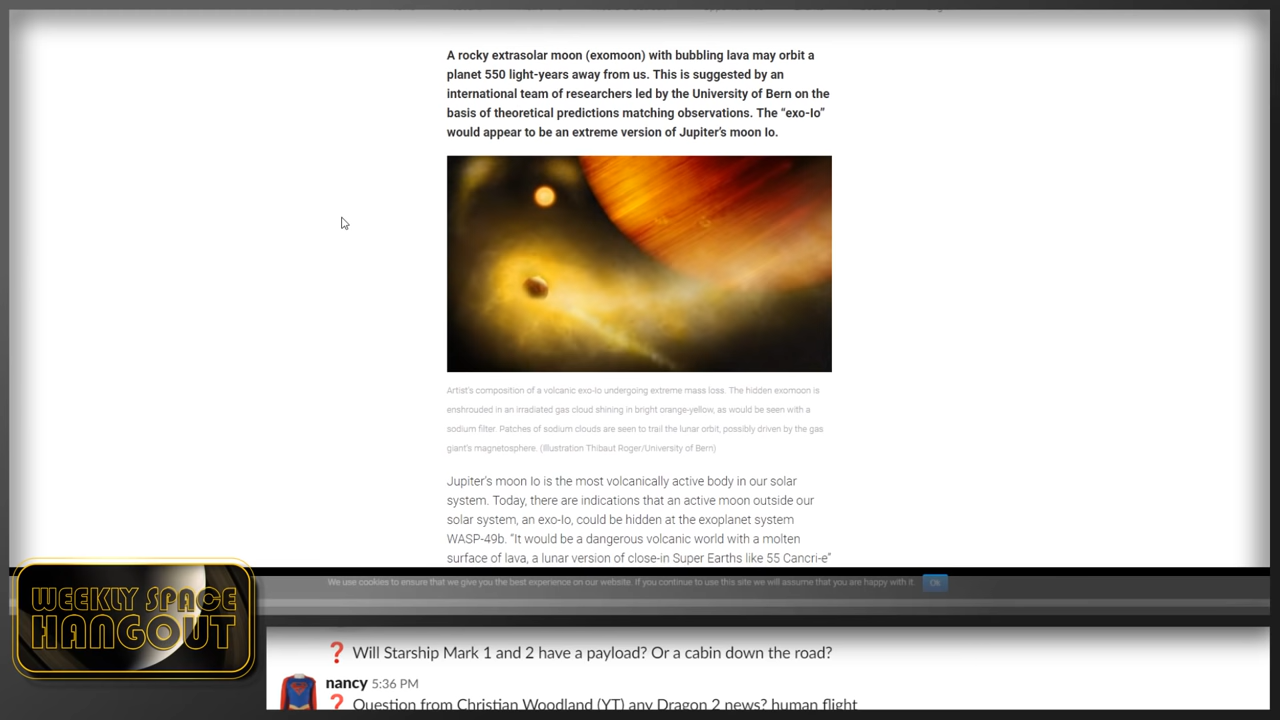 A rocky extrasolar moon (exomoon) with bubbling lava may orbit a
planet 550 light-years away from us. This is suggested by an
international team of researchers led by the University of Bern on the
basis of theoretical predictions matching observations. The “exo-Io”
would appear to be an extreme version of Jupiter’s moon Io.
Artist’s composition of a volcanic exo-Io undergoing extreme mass loss. The hidden exomoon is
enshrouded in an irradiated gas cloud shining in bright orange-yellow, as would be seen with a
sodium filter. Patches of sodium clouds are seen to trail the lunar orbit, possibly driven by the gas
giant’s magnetosphere. (Illustration Thibaut Roger/University of Bern)
Jupiter’s moon Io is the most volcanically active body in our solar
system. Today, there are indications that an active moon outside our
solar system, an exo-Io, could be hidden at the exoplanet system
WASP-49b. “It would be a dangerous volcanic world with a molten
surface of lava, a lunar version of close-in Super Earths like 55 Cancri-e”
We use cookies to ensure that we give you the best experience on our website. If you continue to use this site we will assume that you are happy with it. Ok
WEEKLY SPACE
HANGOUT
❓ Will Starship Mark 1 and 2 have a payload? Or a cabin down the road?
nancy 5:36 PM
❓ Question from Christian Woodland (YT) any Dragon 2 news? human flight